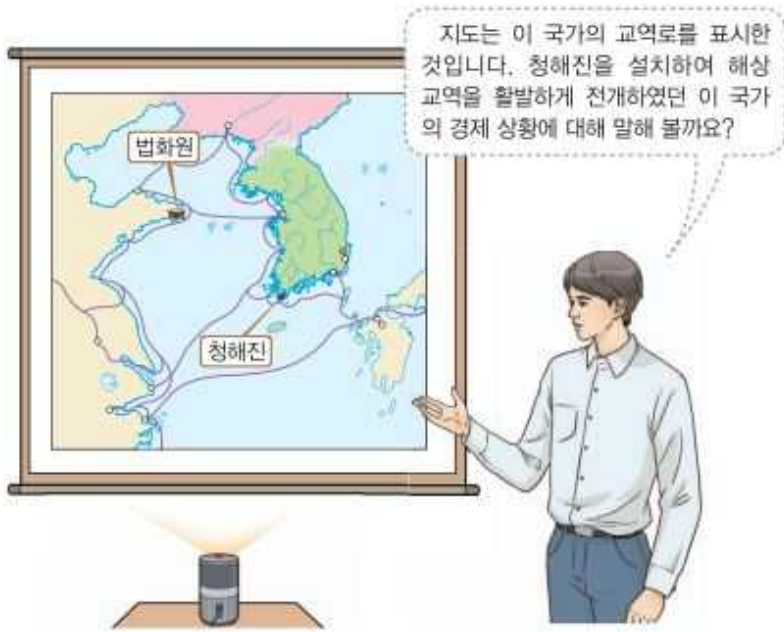 지도는 이 국가의 교역로를 표시한
것입니다. 청해진을 설치하여 해상
교역을 활발하게 전개하였던 이 국가
의 경제 상황에 대해 말해 볼까요?
법화원
청해진